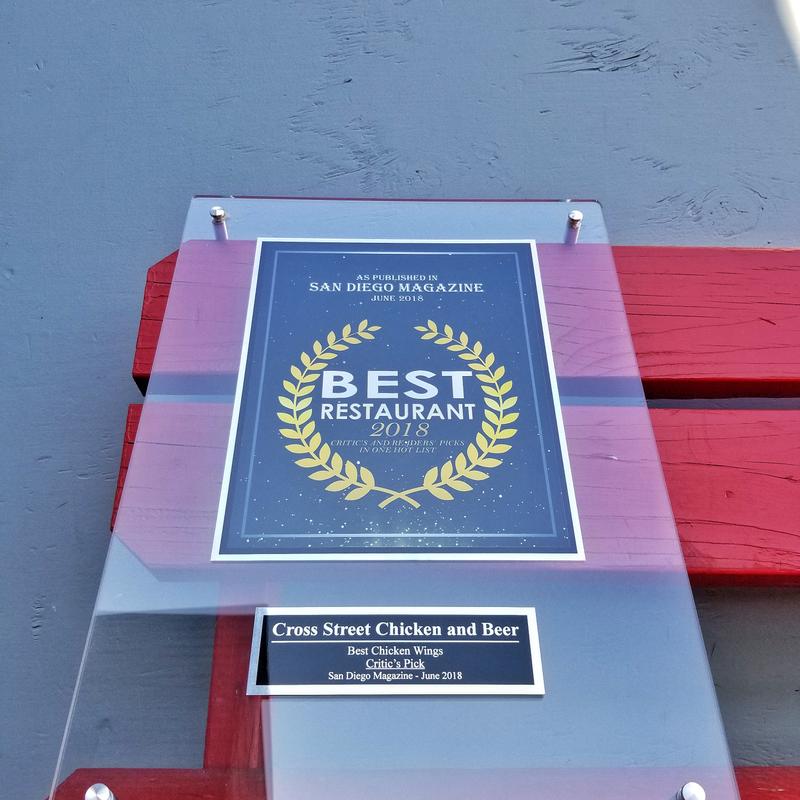 AS PUBLISHED IN
SAN DIEGO MAGAZINE
JUNE 2018
BEST
RESTAURANT
2018
CRITIC'S AND READERS' PICKS
IN ONE HOT LIST
Cross Street Chicken and Beer
Best Chicken Wings
Critic's Pick
San Diego Magazine - June 2018